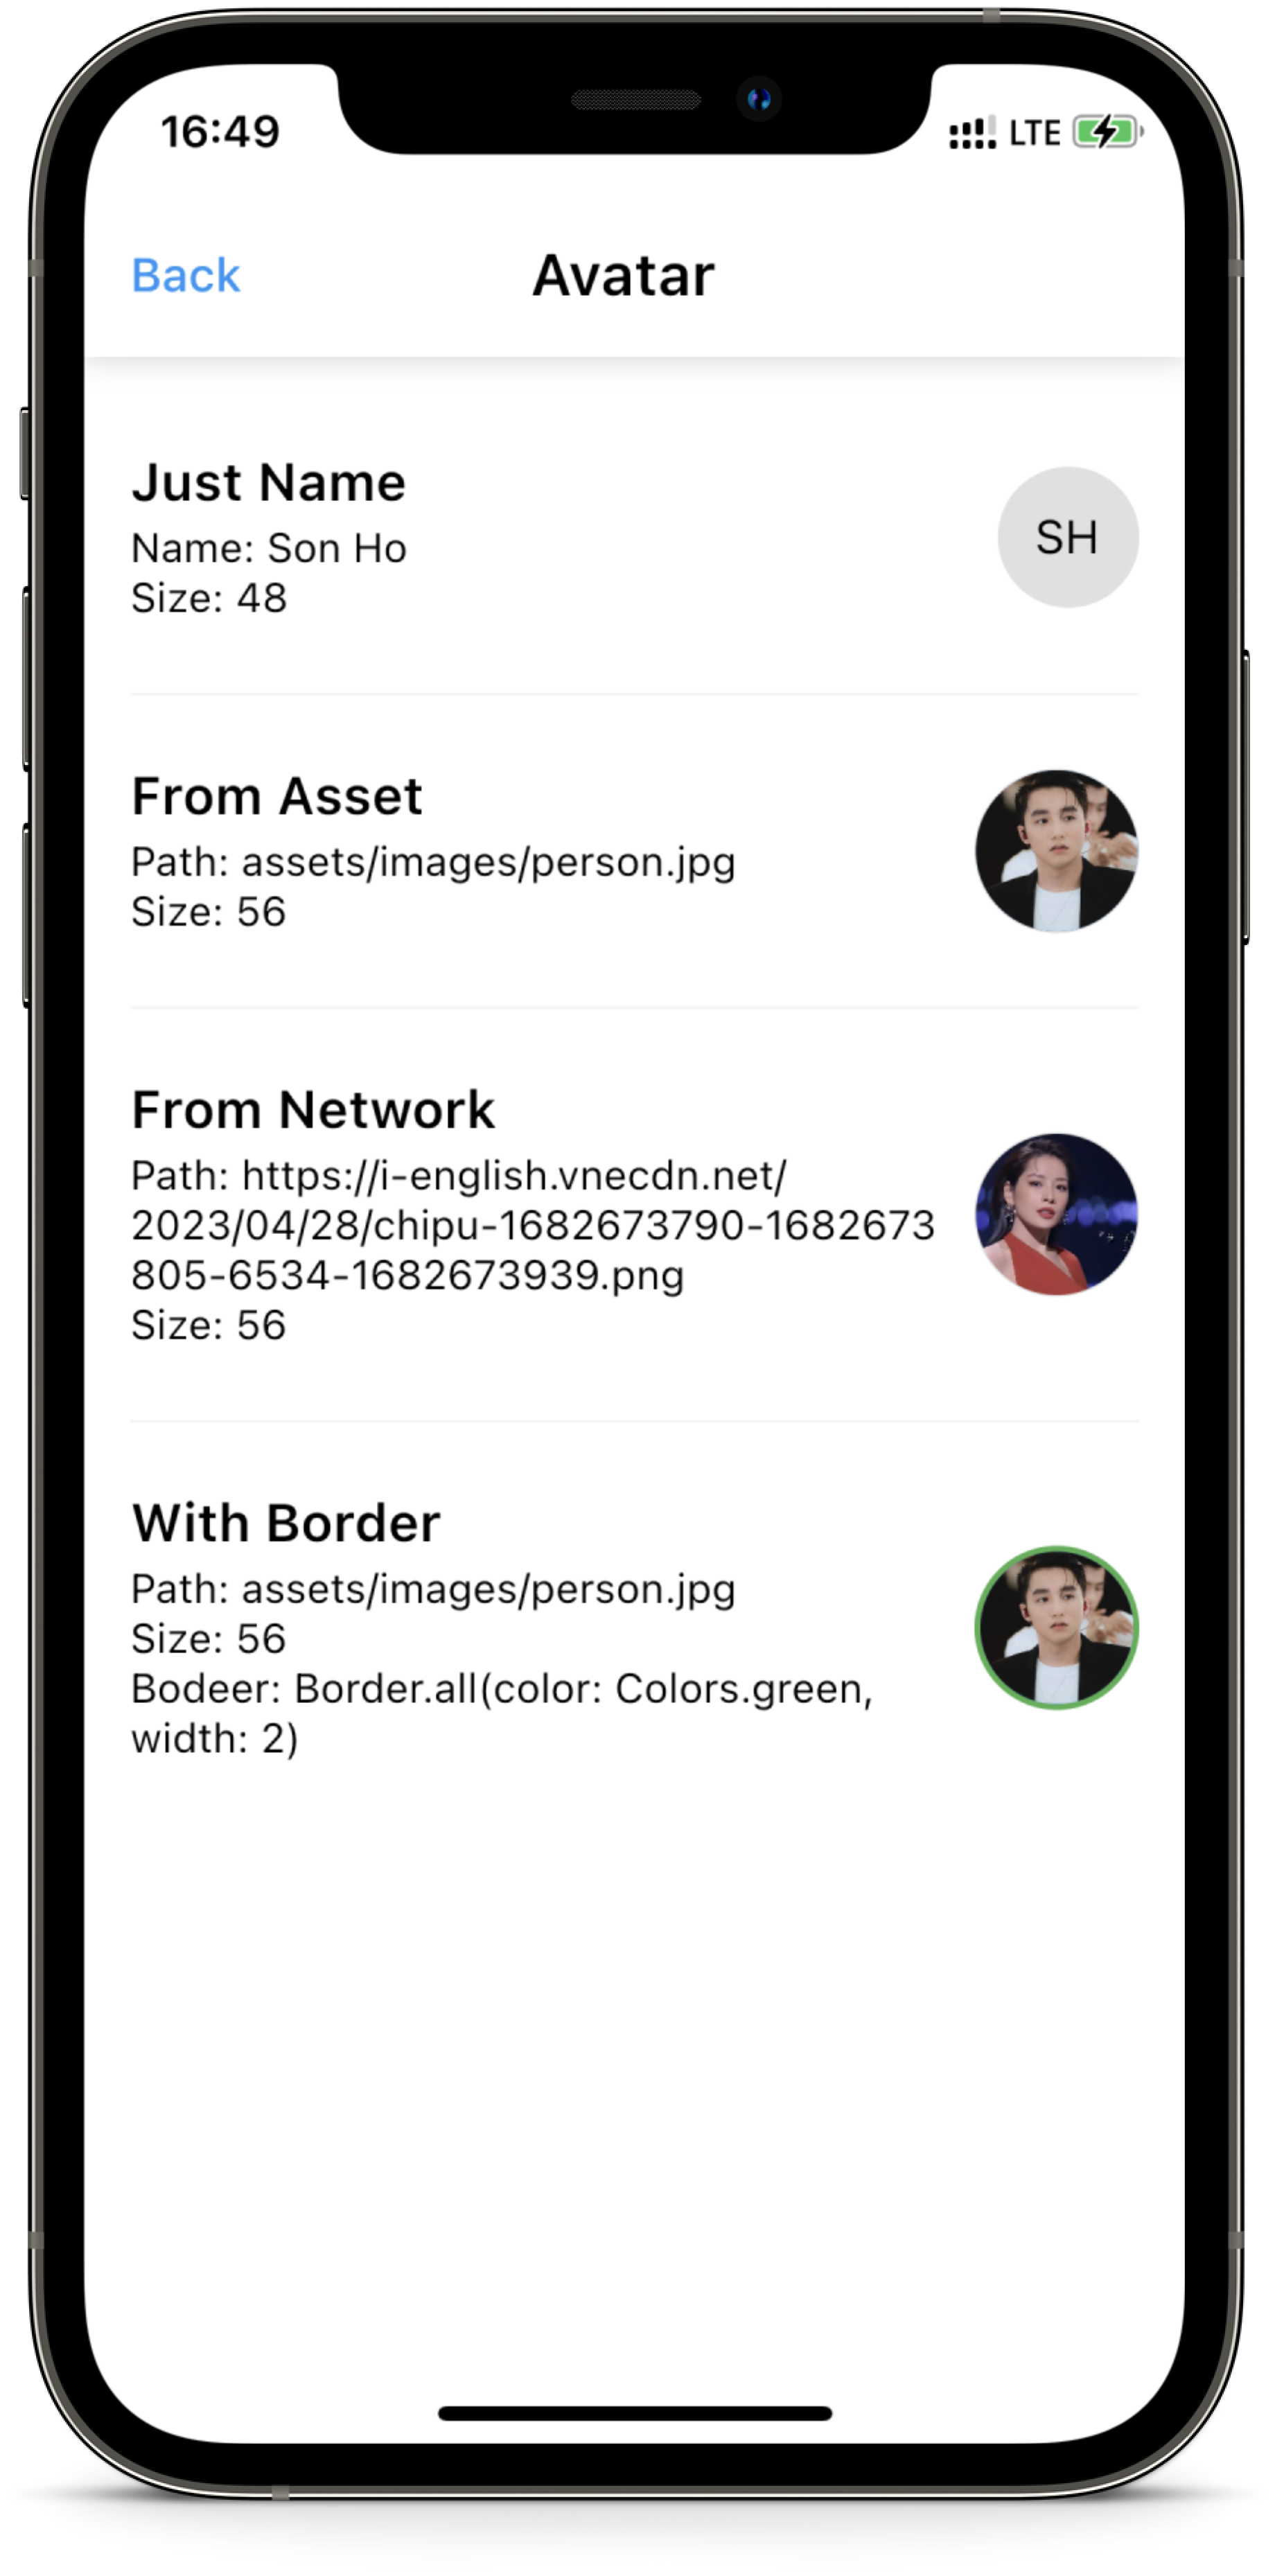 16:49
LTE
Back
Avatar
Just Name
Name: Son Ho
Size: 48
SH
From Asset
Path: assets/images/person.jpg
Size: 56
From Network
Path: https://i-english.vnecdn.net/
2023/04/28/chipu-1682673790-1682673
805-6534-1682673939.png
Size: 56
With Border
Path: assets/images/person.jpg
Size: 56
Bodeer: Border.all(color: Colors.green,
width: 2)